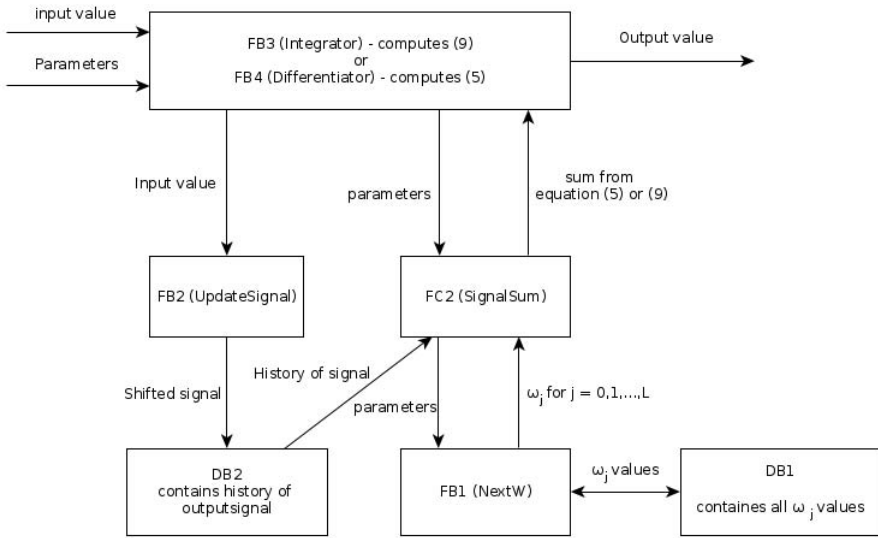 input value
Parameters
FB3 (Integrator) - computes (9)
or
FB4 (Differentiator) - computes (5)
Output value
Input value
parameters
sum from
equation (5) or (9)
FB2 (UpdateSignal)
FC2 (SignalSum)
Shifted signal
History of signal
parameters
ω_j for j = 0,1,...,L
DB2
contains history of
outputsignal
FB1 (NextW)
ω_j values
DB1
containes all ω_j values